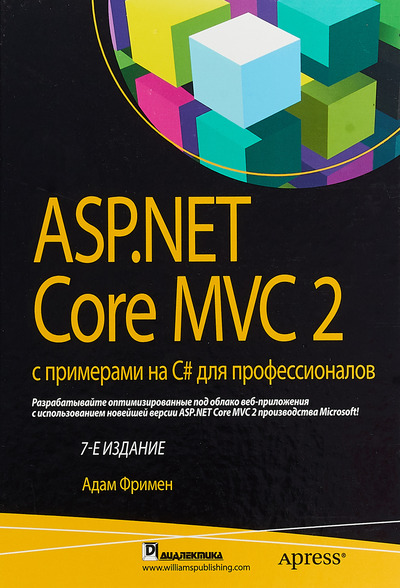 ASP.NET
Core MVC 2
с примерами на C# для профессионалов
Разрабатывайте оптимизированные под облако веб-приложения
с использованием новейшей версии ASP.NET Core MVC 2 производства Microsoft!
7-Е ИЗДАНИЕ
Адам Фримен
Д ДИАЛЕКТИКА
www.williamspublishing.com
Apress®